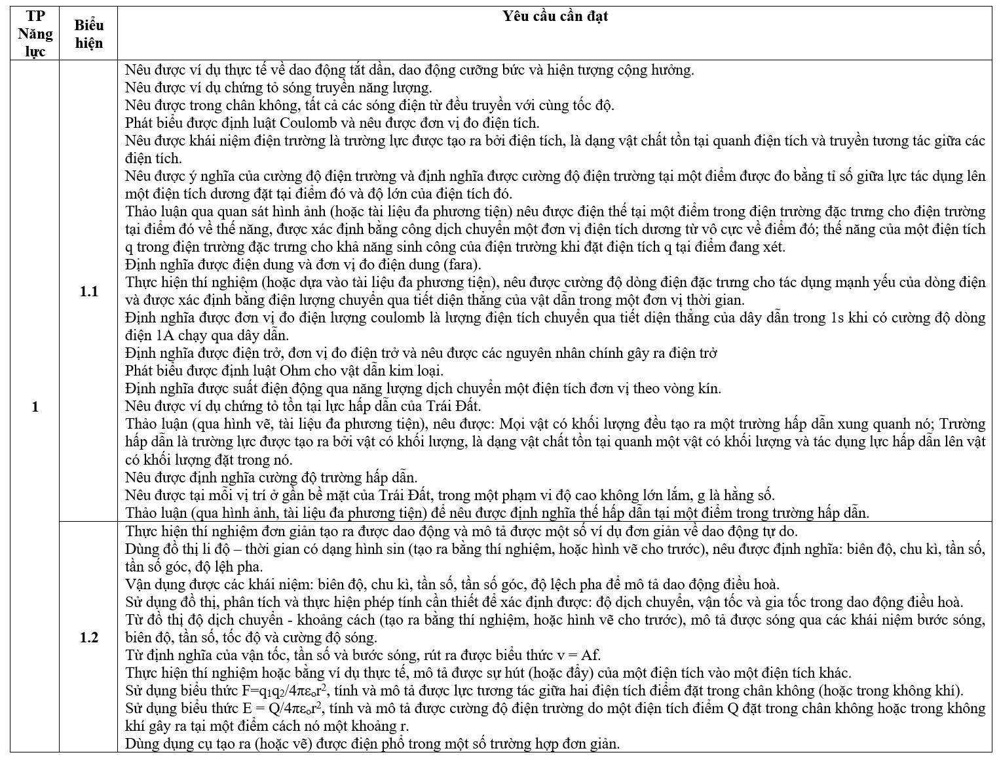 TP
Năng
lực
Biểu
hiện
Yêu cầu cần đạt
1
1.1
Nêu được ví dụ thực tế về dao động tắt dần, dao động cưỡng bức và hiện tượng cộng hưởng.
Nêu được ví dụ chứng tỏ sóng truyền năng lượng.
Nêu được trong chân không, tất cả các sóng điện từ đều truyền với cùng tốc độ.
Phát biểu được định luật Coulomb và nêu được đơn vị đo điện tích.
Nêu được khái niệm điện trường là trường lực được tạo ra bởi điện tích, là dạng vật chất tồn tại quanh điện tích và truyền tương tác giữa các
điện tích.
Nêu được ý nghĩa của cường độ điện trường và định nghĩa được cường độ điện trường tại một điểm được đo bằng tỉ số giữa lực tác dụng lên
một điện tích dương đặt tại điểm đó và độ lớn của điện tích đó.
Thảo luận qua quan sát hình ảnh (hoặc tài liệu đa phương tiện) nêu được điện thế tại một điểm trong điện trường đặc trưng cho điện trường
tại điểm đó về thế năng, được xác định bằng công dịch chuyển một đơn vị điện tích dương từ vô cực về điểm đó; thế năng của một điện tích
q trong điện trường đặc trưng cho khả năng sinh công của điện trường khi đặt điện tích q tại điểm đang xét.
Định nghĩa được điện dung và đơn vị đo điện dung (fara).
Thực hiện thí nghiệm (hoặc dựa vào tài liệu đa phương tiện), nêu được cường độ dòng điện đặc trưng cho tác dụng mạnh yếu của dòng điện
và được xác định bằng điện lượng chuyển qua tiết diện thẳng của vật dẫn trong một đơn vị thời gian.
Định nghĩa được đơn vị đo điện lượng coulomb là lượng điện tích chuyển qua tiết diện thẳng của dây dẫn trong 1s khi có cường độ dòng
điện 1A chạy qua dây dẫn.
Định nghĩa được điện trở, đơn vị đo điện trở và nêu được các nguyên nhân chính gây ra điện trở
Phát biểu được định luật Ohm cho vật dẫn kim loại.
Định nghĩa được suất điện động qua năng lượng dịch chuyển một điện tích đơn vị theo vòng kín.
Nêu được ví dụ chứng tỏ tồn tại lực hấp dẫn của Trái Đất.
Thảo luận (qua hình vẽ, tài liệu đa phương tiện), nêu được: Mọi vật có khối lượng đều tạo ra một trường hấp dẫn xung quanh nó; Trường
hấp dẫn là trường lực được tạo ra bởi vật có khối lượng, là dạng vật chất tồn tại quanh một vật có khối lượng và tác dụng lực hấp dẫn lên vật
có khối lượng đặt trong nó.
Nêu được định nghĩa cường độ trường hấp dẫn.
Nêu được tại mỗi vị trí ở gần bề mặt của Trái Đất, trong một phạm vi độ cao không lớn lắm, g là hằng số.
Thảo luận (qua hình ảnh, tài liệu đa phương tiện) để nêu được định nghĩa thế hấp dẫn tại một điểm trong trường hấp dẫn.
1.2
Thực hiện thí nghiệm đơn giản tạo ra được dao động và mô tả được một số ví dụ đơn giản về dao động tự do.
Dùng đồ thị li độ – thời gian có dạng hình sin (tạo ra bằng thí nghiệm, hoặc hình vẽ cho trước), nêu được định nghĩa: biên độ, chu kì, tần số,
tần số góc, độ lệh pha.
Vận dụng được các khái niệm: biên độ, chu kì, tần số, tần số góc, độ lệch pha để mô tả dao động điều hoà.
Sử dụng đồ thị, phân tích và thực hiện phép tính cần thiết để xác định được: độ dịch chuyển, vận tốc và gia tốc trong dao động điều hoà.
Từ đồ thị độ dịch chuyển - khoảng cách (tạo ra bằng thí nghiệm, hoặc hình vẽ cho trước), mô tả được sóng qua các khái niệm bước sóng,
biên độ, tần số, tốc độ và cường độ sóng.
Từ định nghĩa của vận tốc, tần số và bước sóng, rút ra được biểu thức v = Af.
Thực hiện thí nghiệm hoặc bằng ví dụ thực tế, mô tả được sự hút (hoặc đẩy) của một điện tích vào một điện tích khác.
Sử dụng biểu thức F=q₁q₂/4πεₒr², tính và mô tả được lực tương tác giữa hai điện tích điểm đặt trong chân không (hoặc trong không khí).
Sử dụng biểu thức E = Q/4πεₒr², tính và mô tả được cường độ điện trường do một điện tích điểm Q đặt trong chân không hoặc trong không
khí gây ra tại một điểm cách nó một khoảng r.
Dùng dụng cụ tạo ra (hoặc vẽ) được điện phổ trong một số trường hợp đơn giản.